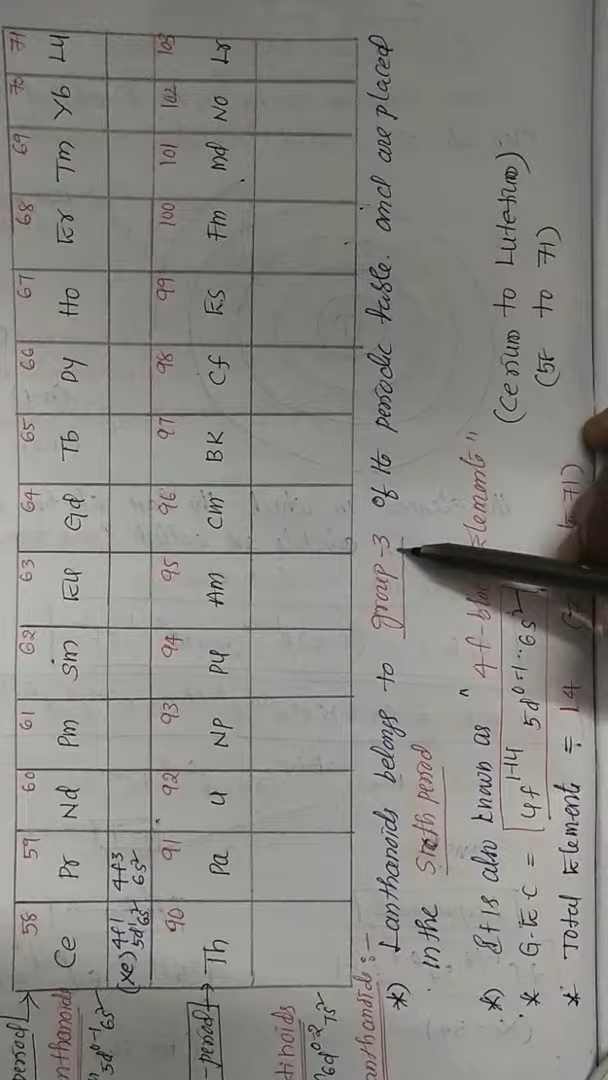 period →
58 59 60 61 62 63 64 65 66 67 68 69 70 71
nthanoids Ce Pr Nd Pm Sm Eu Gd Tb Dy Ho Er Tm Yb Lu
5d⁰⁻¹ 6s² (Xe) 4f¹ 5d¹ 6s² 4f³ 6s²
-period → 90 91 92 93 94 95 96 97 98 99 100 101 102 103
Th Pa U NP Pu Am Cm BK Cf Es Fm md No Lr
tinoids
6d⁰⁻² 7s²
anthanoids :-
*) Lanthanoids belongs to group-3 of the periodic table. and are placed
in the Sixth period
*) It is also known as "4f-block Elements" (Cerium to Lutetium)
* G.E.C = 4f¹⁻¹⁴ 5d⁰⁻¹ 6s² (58 to 71)
* Total Element = 14 71)